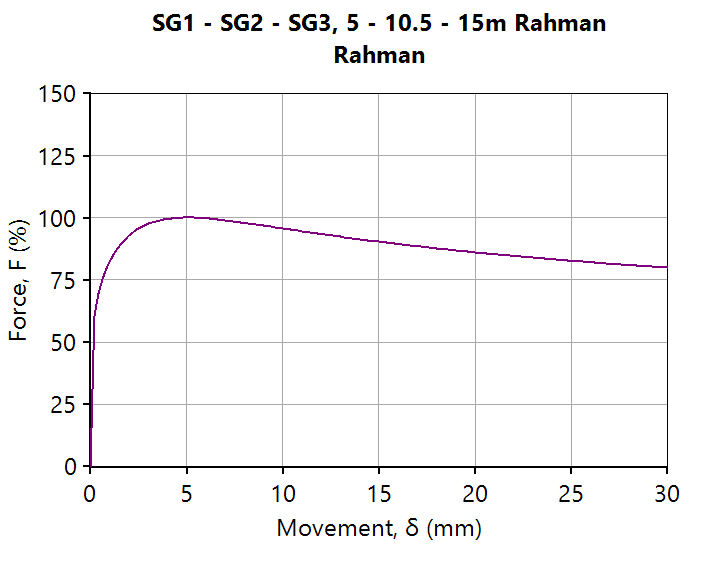 SG1 - SG2 - SG3, 5 - 10.5 - 15m Rahman
Rahman
150
125
100
75
50
25
0
Force, F (%)
0 5 10 15 20 25 30
Movement, δ (mm)